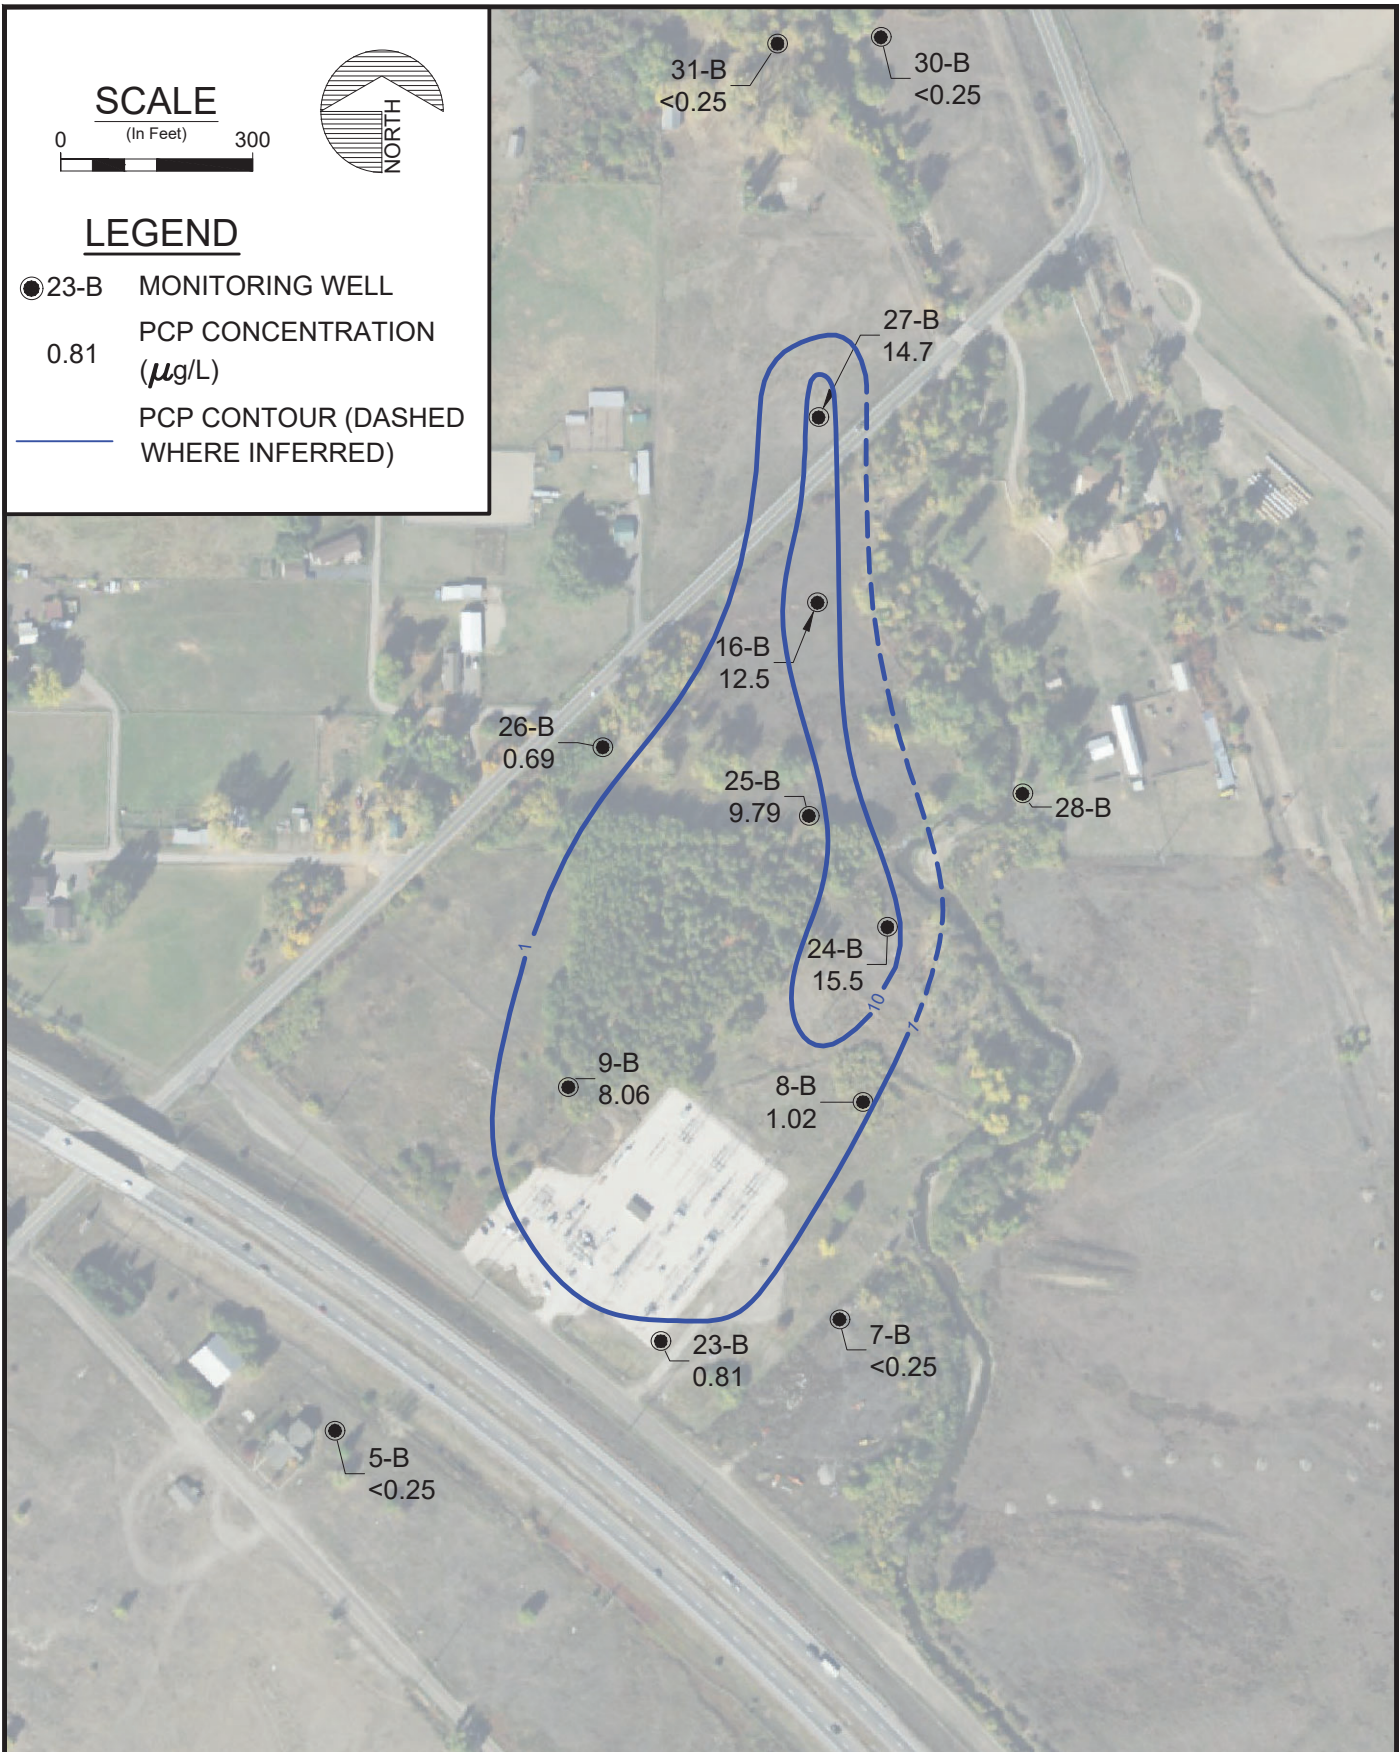 SCALE
(In Feet)
0 300
NORTH
LEGEND
23-B MONITORING WELL
0.81 PCP CONCENTRATION
(μg/L)
PCP CONTOUR (DASHED
WHERE INFERRED)
31-B
<0.25
30-B
<0.25
27-B
14.7
16-B
12.5
26-B
0.69
25-B
9.79
28-B
1
24-B
15.5
10
1
9-B
8.06
8-B
1.02
7-B
<0.25
23-B
0.81
5-B
<0.25